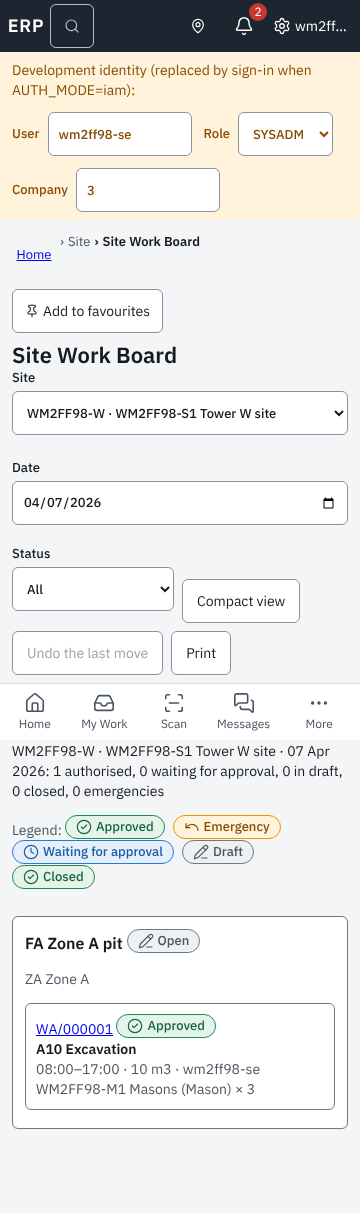 ERP
2
wm2ff...
Development identity (replaced by sign-in when
AUTH_MODE=iam):
User wm2ff98-se Role SYSADM
Company 3
Home › Site › Site Work Board
Add to favourites
Site Work Board
Site
WM2FF98-W · WM2FF98-S1 Tower W site
Date
04/07/2026
Status
All
Compact view
Undo the last move Print
Home My Work Scan Messages More
WM2FF98-W · WM2FF98-S1 Tower W site · 07 Apr
2026: 1 authorised, 0 waiting for approval, 0 in draft,
0 closed, 0 emergencies
Legend: Approved Emergency
Waiting for approval Draft
Closed
FA Zone A pit Open
ZA Zone A
WA/000001 Approved
A10 Excavation
08:00–17:00 · 10 m3 · wm2ff98-se
WM2FF98-M1 Masons (Mason) × 3